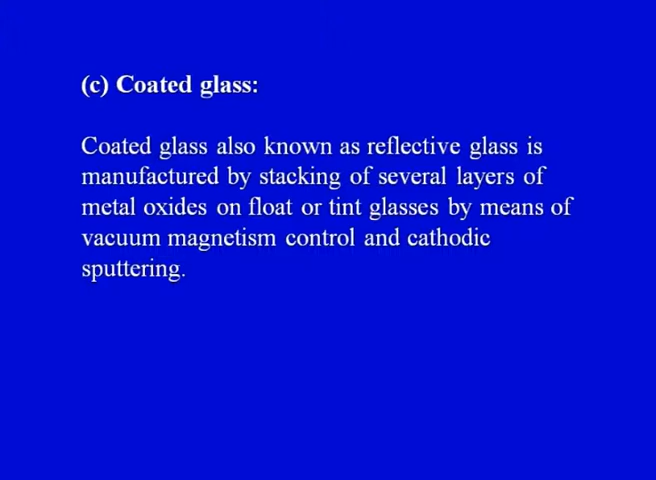 (c) Coated glass:
Coated glass also known as reflective glass is
manufactured by stacking of several layers of
metal oxides on float or tint glasses by means of
vacuum magnetism control and cathodic
sputtering.